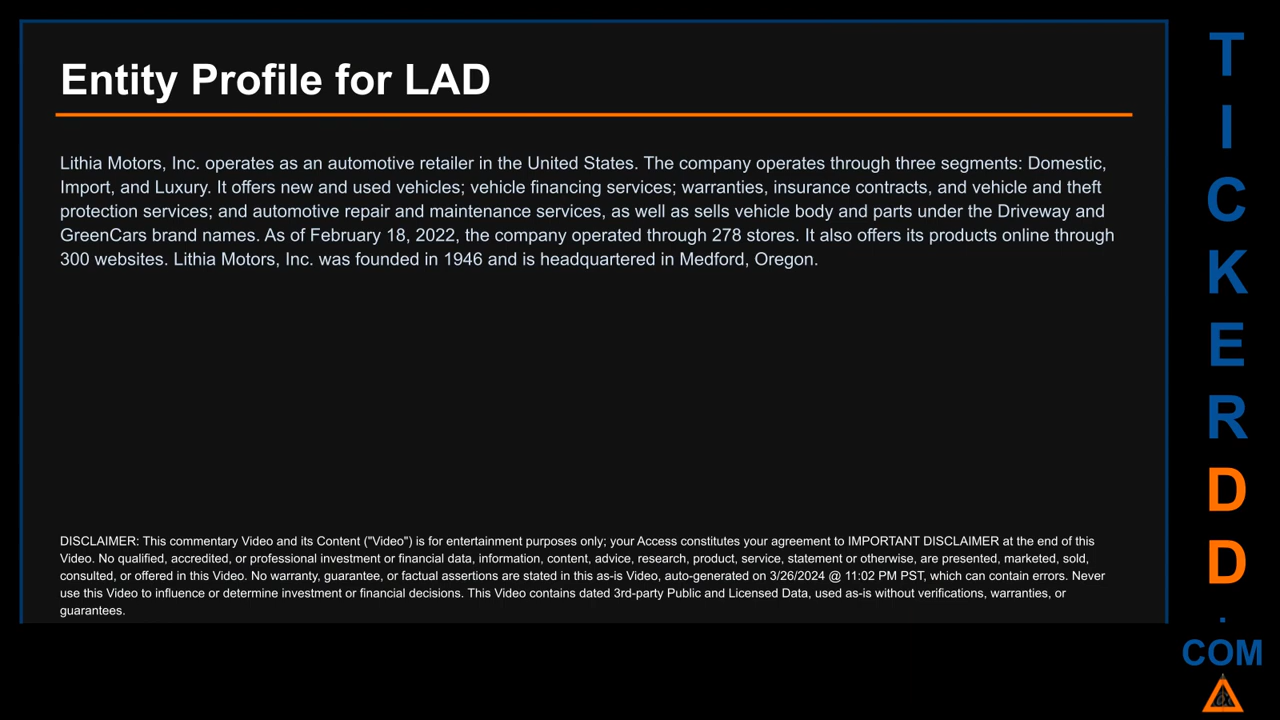 Entity Profile for LAD
Lithia Motors, Inc. operates as an automotive retailer in the United States. The company operates through three segments: Domestic,
Import, and Luxury. It offers new and used vehicles; vehicle financing services; warranties, insurance contracts, and vehicle and theft
protection services; and automotive repair and maintenance services, as well as sells vehicle body and parts under the Driveway and
GreenCars brand names. As of February 18, 2022, the company operated through 278 stores. It also offers its products online through
300 websites. Lithia Motors, Inc. was founded in 1946 and is headquartered in Medford, Oregon.
DISCLAIMER: This commentary Video and its Content ("Video") is for entertainment purposes only; your Access constitutes your agreement to IMPORTANT DISCLAIMER at the end of this
Video. No qualified, accredited, or professional investment or financial data, information, content, advice, research, product, service, statement or otherwise, are presented, marketed, sold,
consulted, or offered in this Video. No warranty, guarantee, or factual assertions are stated in this as-is Video, auto-generated on 3/26/2024 @ 11:02 PM PST, which can contain errors. Never
use this Video to influence or determine investment or financial decisions. This Video contains dated 3rd-party Public and Licensed Data, used as-is without verifications, warranties, or
guarantees.
T
I
C
K
E
R
D
D
.
COM